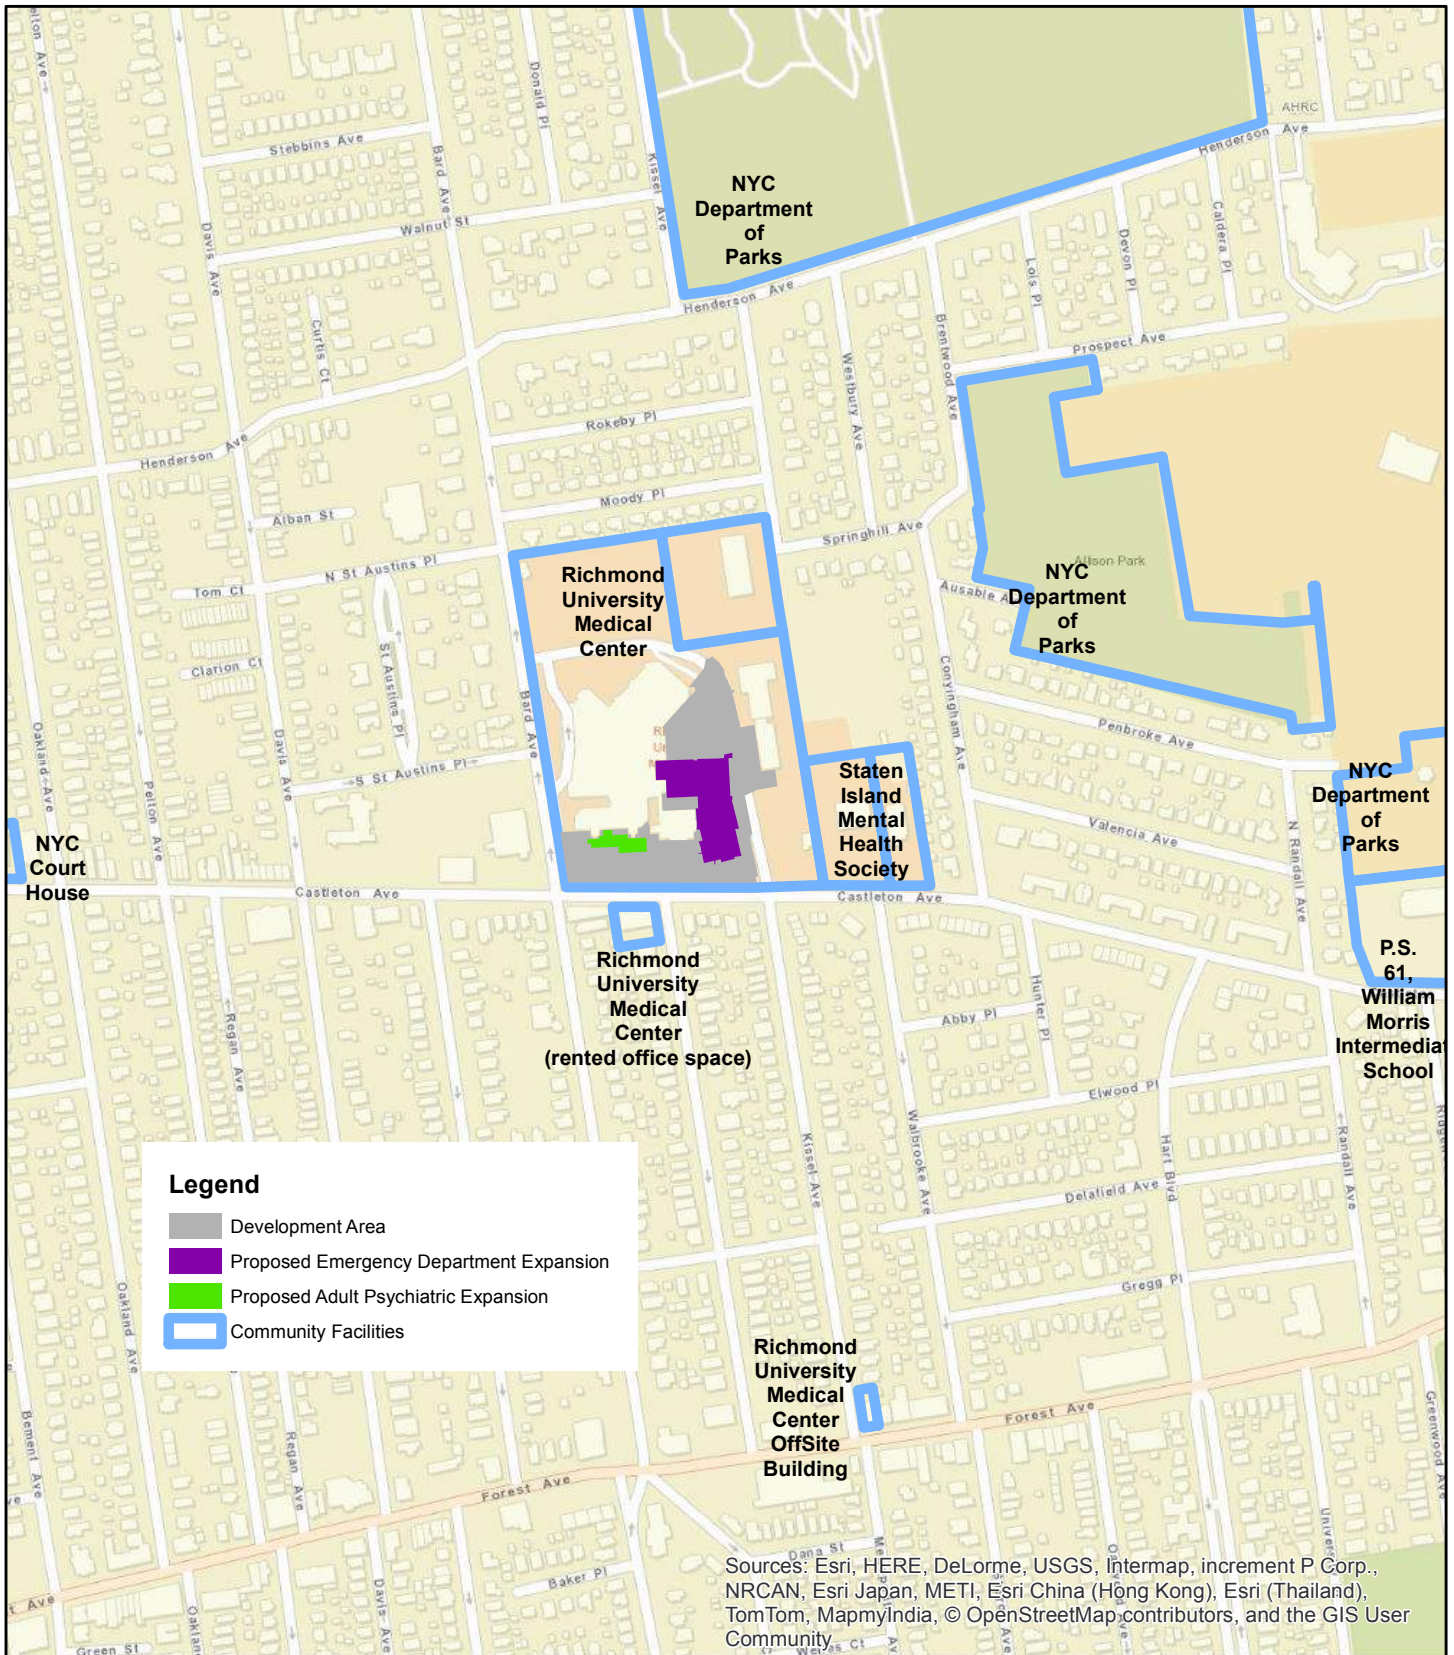 Donald Pl
AHRC
Henderson Ave
Stebbins Ave
Bard Ave
Kissel Ave
NYC
Department
of
Parks
Walnut St
Davis Ave
Caldera Pl
Devon Pl
Lois Pl
Henderson Ave
Curtis Ct
Brentwood Ave
Prospect Ave
Westbury Ave
Rokeby Pl
Henderson Ave
Moody Pl
Alban St
Springhill Ave
Allison Park
N St Austins Pl
Tom Ct
Richmond
University
Medical
Center
NYC
Department
of
Parks
Clarion Ct
St Austins Pl
Bard Ave
Conyingham Ave
Penbroke Ave
Oakland Ave
Pelton Ave
Davis Ave
S St Austins Pl
Staten
Island
Mental
Health
Society
NYC
Department
of
Parks
Valencia Ave
N Randall Ave
NYC
Court
House
Castleton Ave
Castleton Ave
Richmond
University
Medical
Center
(rented office space)
P.S.
61,
William
Morris
Intermediat
School
Regan Ave
Hunter Pl
Abby Pl
Elwood Pl
Walbrooke Ave
Kissel Ave
Hart Blvd
Randall Ave
Delafield Ave
Gregg Pl
Legend
Development Area
Proposed Emergency Department Expansion
Proposed Adult Psychiatric Expansion
Community Facilities
Oakland Ave
Richmond
University
Medical
Center
OffSite
Building
Forest Ave
Greenwood Ave
Bement Ave
Regan Ave
Forest Ave
Dana St
Baker Pl
Davis Ave
t Ave
Green St
Sources: Esri, HERE, DeLorme, USGS, Intermap, increment P Corp.,
NRCAN, Esri Japan, METI, Esri China (Hong Kong), Esri (Thailand),
TomTom, MapmyIndia, © OpenStreetMap contributors, and the GIS User
Community